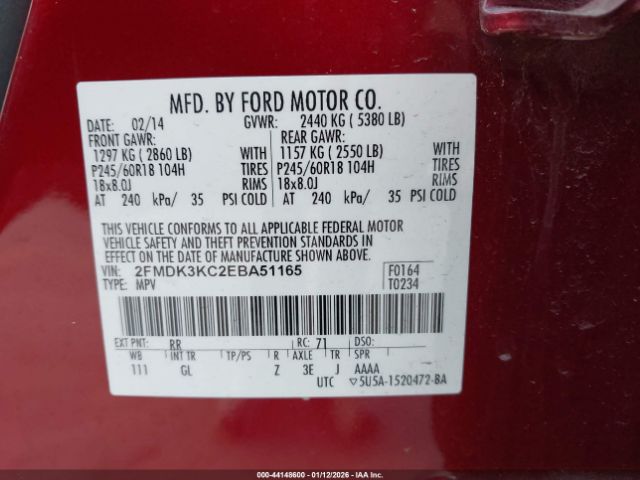 MFD. BY FORD MOTOR CO.
DATE: 02/14 GVWR: 2440 KG ( 5380 LB)
FRONT GAWR: REAR GAWR:
1297 KG ( 2860 LB) WITH 1157 KG ( 2550 LB) WITH
P245/60R18 104H TIRES P245/60R18 104H TIRES
18x8.0J RIMS 18x8.0J RIMS
AT 240 kPa/ 35 PSI COLD AT 240 kPa/ 35 PSI COLD
THIS VEHICLE CONFORMS TO ALL APPLICABLE FEDERAL MOTOR
VEHICLE SAFETY AND THEFT PREVENTION STANDARDS IN
EFFECT ON THE DATE OF MANUFACTURE SHOWN ABOVE.
VIN: 2FMDK3KC2EBA51165 F0164
TYPE: MPV T0234
EXT PNT: RR RC: 71 DSO:
WB INT TR TP/PS R AXLE TR SPR
111 GL Z 3E J AAAA
UTC ▽5U5A-1520472-BA
000-44148600 - 01/12/2026 - IAAI.COM